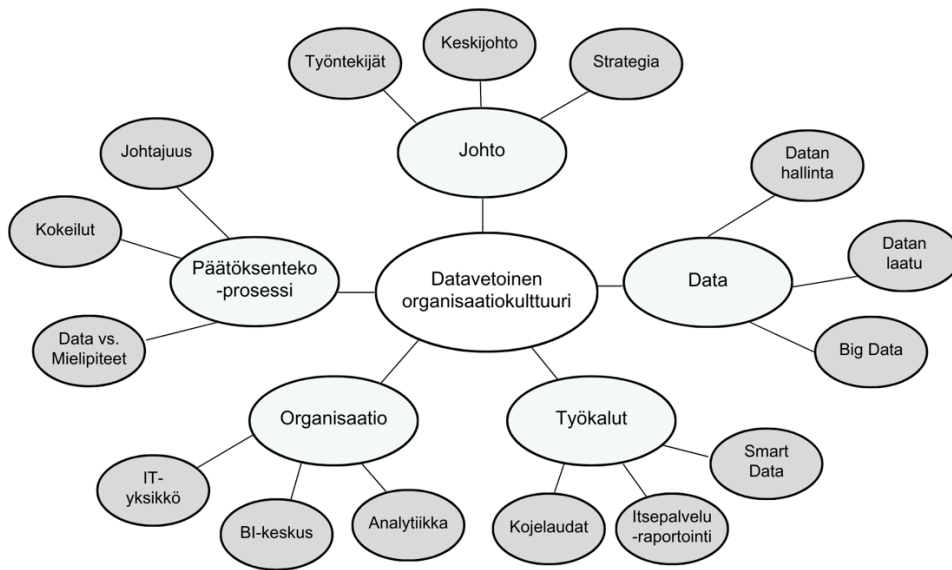 Keskijohto
Työntekijät
Strategia
Johto
Johtajuus
Datan
hallinta
Kokeilut
Päätöksenteko
-prosessi
Datavetoinen
organisaatiokulttuuri
Data
Datan
laatu
Data vs.
Mielipiteet
Big Data
Organisaatio
Työkalut
IT-
yksikkö
BI-keskus
Analytiikka
Kojelaudat
Itsepalvelu
-raportointi
Smart
Data